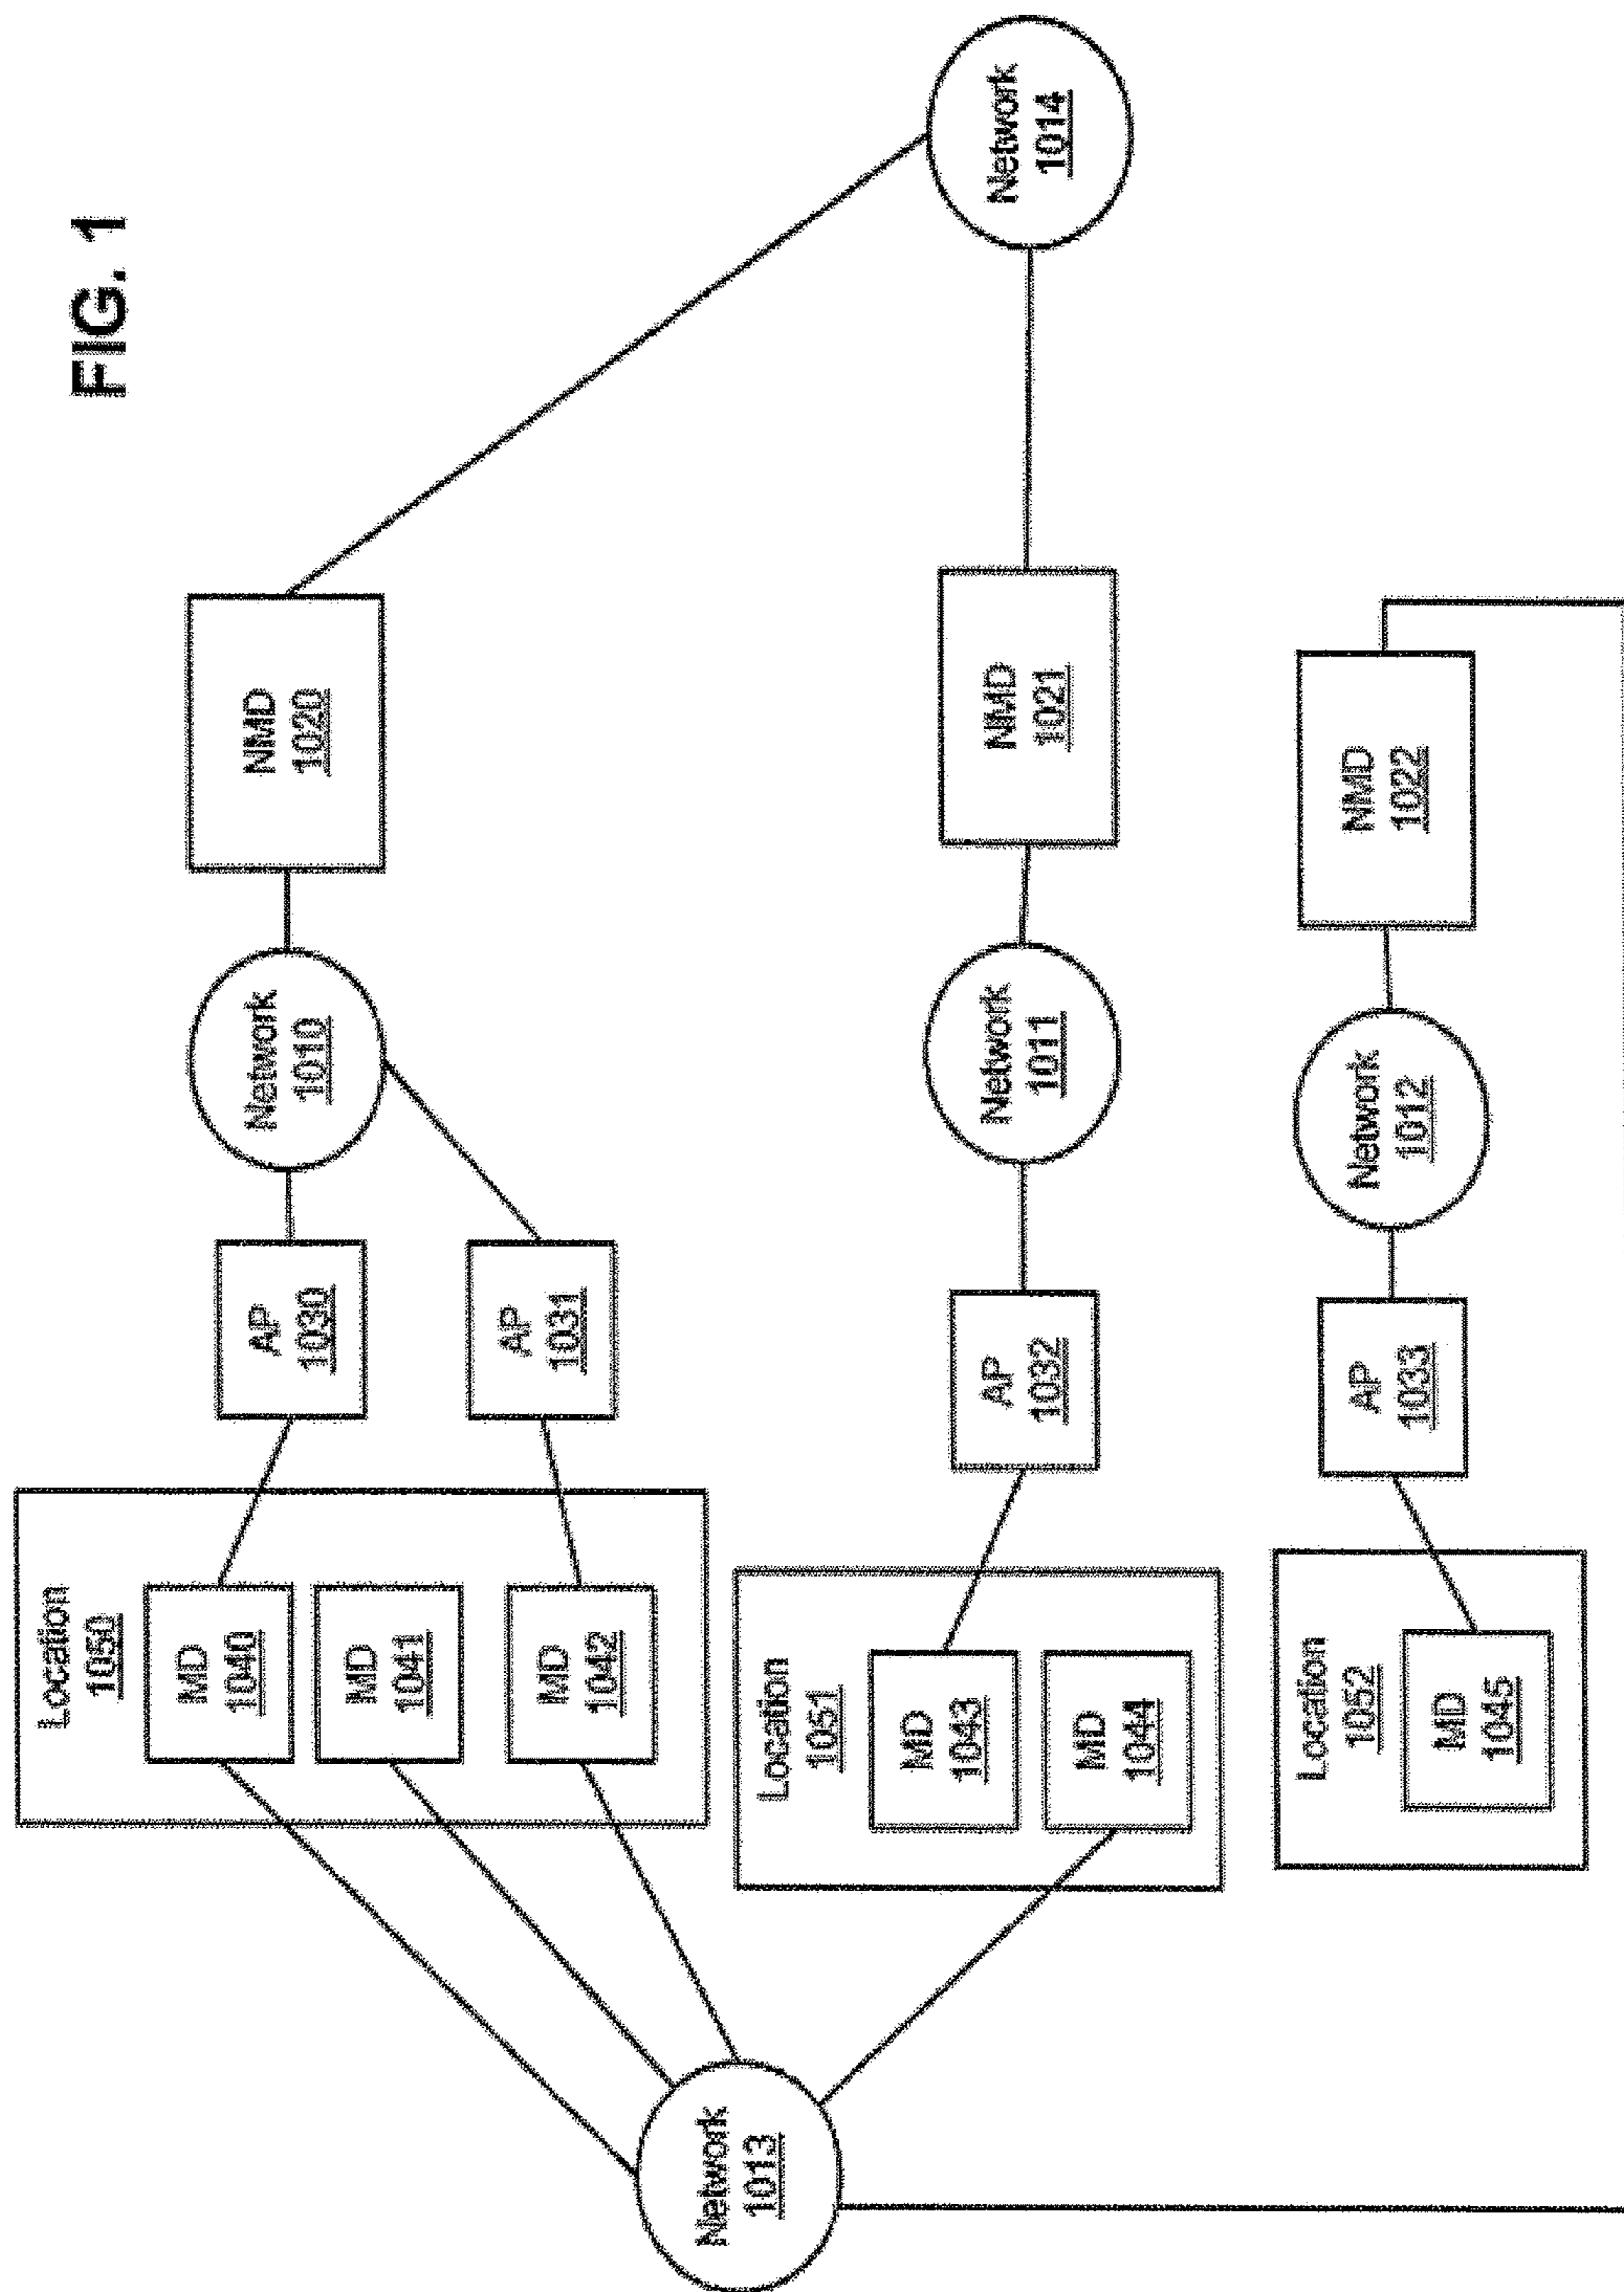 FIG. 1
Location
1050
MD
1040
MD
1041
MD
1042
AP
1030
AP
1031
Network
1010
NMD
1020
Network
1013
Location
1051
MD
1043
MD
1044
AP
1032
Network
1011
NMD
1021
Network
1014
Location
1052
MD
1045
AP
1033
Network
1012
NMD
1022